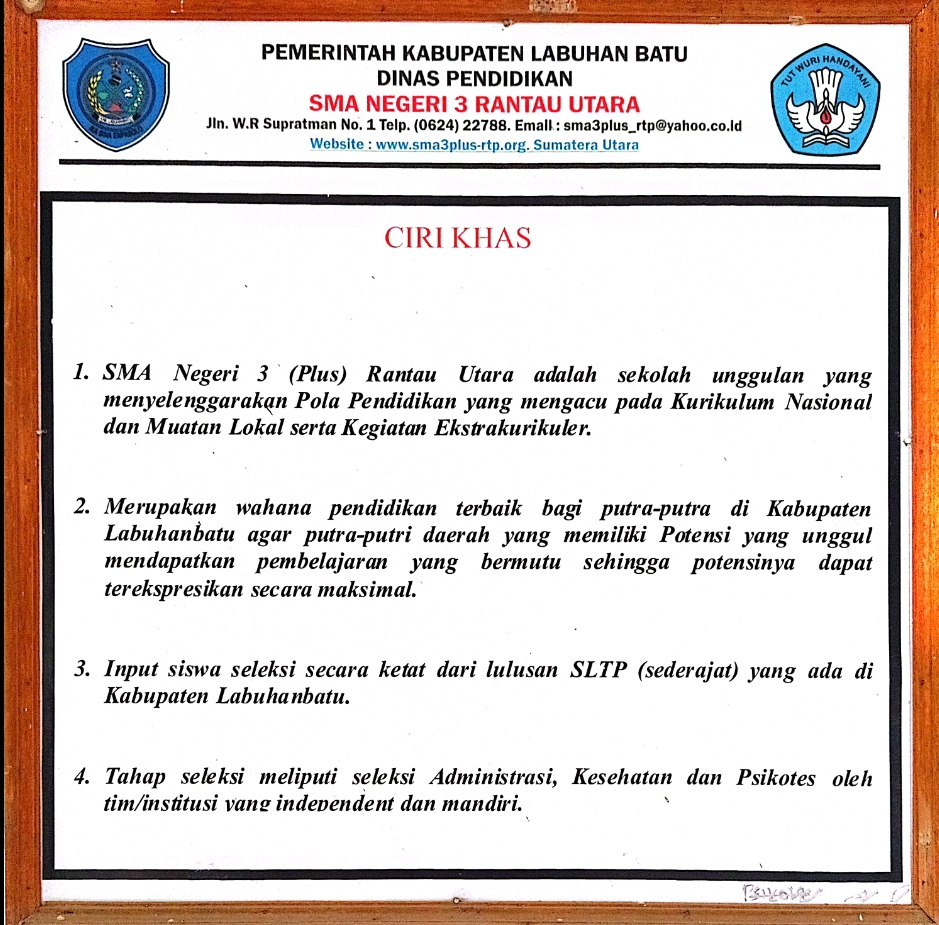 PEMERINTAH KABUPATEN LABUHAN BATU
DINAS PENDIDIKAN
SMA NEGERI 3 RANTAU UTARA
Jln. W.R Supratman No. 1 Telp. (0624) 22788. Email : sma3plus_rtp@yahoo.co.id
Website : www.sma3plus-rtp.org. Sumatera Utara
TUT WURI HANDAYANI
CIRI KHAS
1. SMA Negeri 3 (Plus) Rantau Utara adalah sekolah unggulan yang
menyelenggarakan Pola Pendidikan yang mengacu pada Kurikulum Nasional
dan Muatan Lokal serta Kegiatan Ekstrakurikuler.
2. Merupakan wahana pendidikan terbaik bagi putra-putra di Kabupaten
Labuhanbatu agar putra-putri daerah yang memiliki Potensi yang unggul
mendapatkan pembelajaran yang bermutu sehingga potensinya dapat
terekspresikan secara maksimal.
3. Input siswa seleksi secara ketat dari lulusan SLTP (sederajat) yang ada di
Kabupaten Labuhanbatu.
4. Tahap seleksi meliputi seleksi Administrasi, Kesehatan dan Psikotes oleh
tim/institusi yang independent dan mandiri.